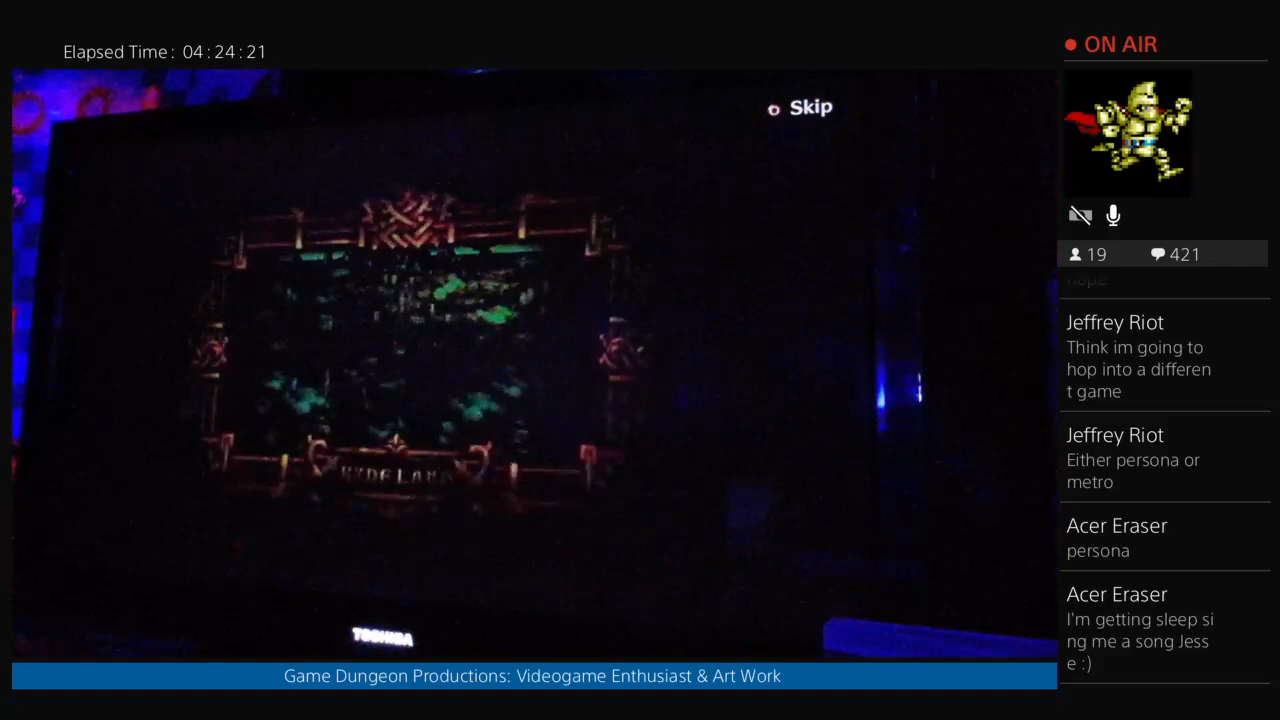 Elapsed Time: 04:24:21
ON AIR
Skip
19
421
nope
Jeffrey Riot
Think im going to
hop into a differen
t game
Jeffrey Riot
Either persona or
metro
Acer Eraser
persona
Acer Eraser
I'm getting sleep si
ng me a song Jess
e :)
TOSHIBA
Game Dungeon Productions: Videogame Enthusiast & Art Work